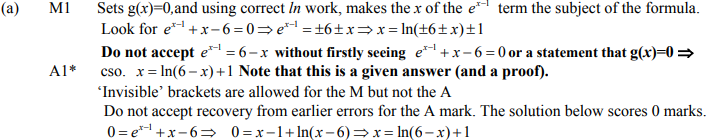 (a) M1 Sets g(x)=0,and using correct ln work, makes the x of the e^{x−1} term the subject of the formula.
Look for e^{x−1} + x − 6 = 0 ⇒ e^{x−1} = ±6 ± x ⇒ x = ln(±6 ± x) ± 1
Do not accept e^{x−1} = 6 − x without firstly seeing e^{x−1} + x − 6 = 0 or a statement that g(x)=0 ⇒
A1* cso. x = ln(6 − x) + 1 Note that this is a given answer (and a proof).
'Invisible' brackets are allowed for the M but not the A
Do not accept recovery from earlier errors for the A mark. The solution below scores 0 marks.
0 = e^{x−1} + x − 6 ⇒ 0 = x − 1 + ln(x − 6) ⇒ x = ln(6 − x) + 1